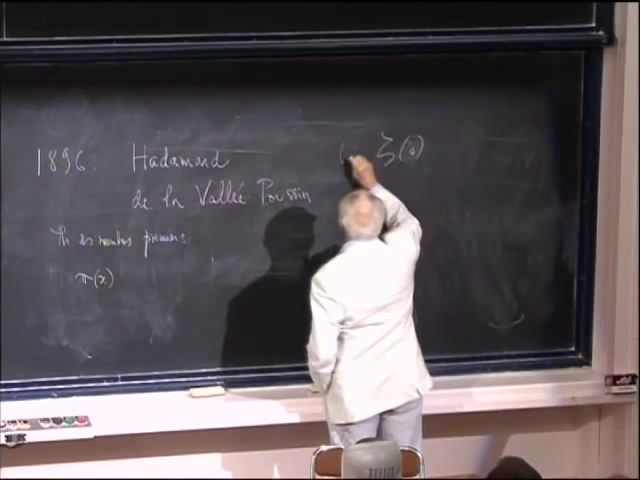 1896. Hadamard ζ(s)
de la Vallée Poussin
Th des nombres premiers
π(x)